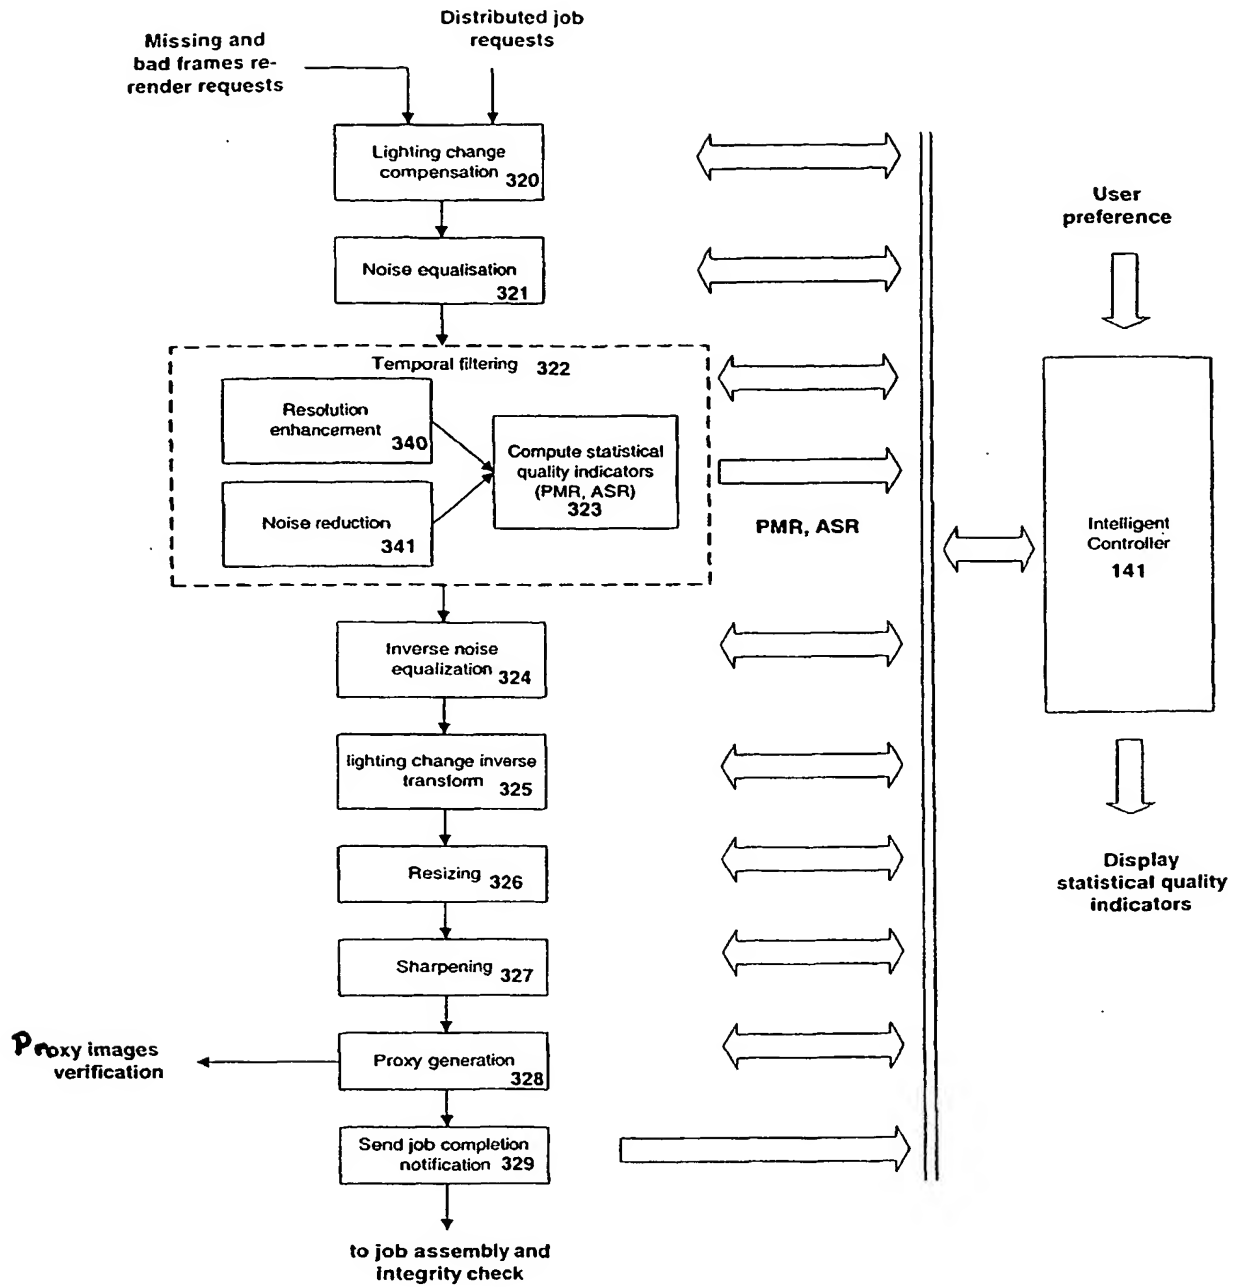 Distributed job
requests
Missing and
bad frames re-
render requests
Lighting change
compensation 320
Noise equalisation
321
User
preference
Temporal filtering 322
Resolution
enhancement 340
Noise reduction
341
Compute statistical
quality indicators
(PMR, ASR)
323
PMR, ASR
Intelligent
Controller
141
Inverse noise
equalization 324
lighting change inverse
transform 325
Resizing 326
Display
statistical quality
indicators
Sharpening 327
Proxy images
verification
Proxy generation
328
Send job completion
notification 329
to job assembly and
integrity check